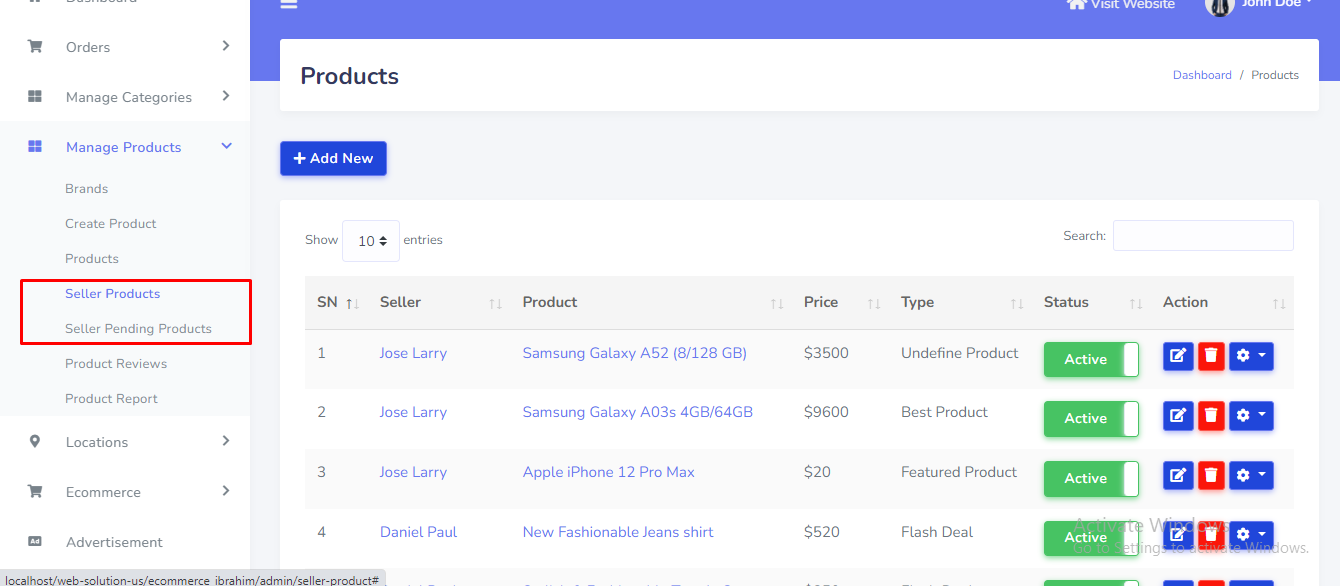 Dashboard
Visit Website
John Doe
Orders
Manage Categories
Manage Products
Brands
Create Product
Products
Seller Products
Seller Pending Products
Product Reviews
Product Report
Locations
Ecommerce
Ad Advertisement
Products
Dashboard / Products
+ Add New
Show 10 entries
Search:
SN Seller Product Price Type Status Action
1 Jose Larry Samsung Galaxy A52 (8/128 GB) $3500 Undefine Product Active
2 Jose Larry Samsung Galaxy A03s 4GB/64GB $9600 Best Product Active
3 Jose Larry Apple iPhone 12 Pro Max $20 Featured Product Active
4 Daniel Paul New Fashionable Jeans shirt $520 Flash Deal Active
Activate Windows
Go to Settings to activate Windows.
localhost/web-solution-us/ecommerce_ibrahim/admin/seller-product#